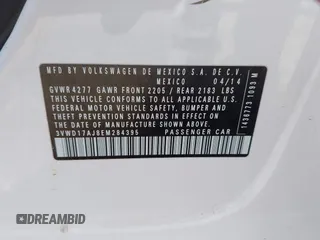 MFD BY VOLKSWAGEN DE MEXICO S.A. DE C.V.
MEXICO 04/14
GVWR 4277 GAWR FRONT 2205 / REAR 2183 LBS
THIS VEHICLE CONFORMS TO ALL APPLICABLE U.S.
FEDERAL MOTOR VEHICLE SAFETY, BUMPER AND
THEFT PREVENTION STANDARDS IN EFFECT ON THE
DATE OF MANUFACTURE SHOWN ABOVE.
3VWD17AJ8EM284395 PASSENGER CAR
1436773 1093 M
DREAMBID